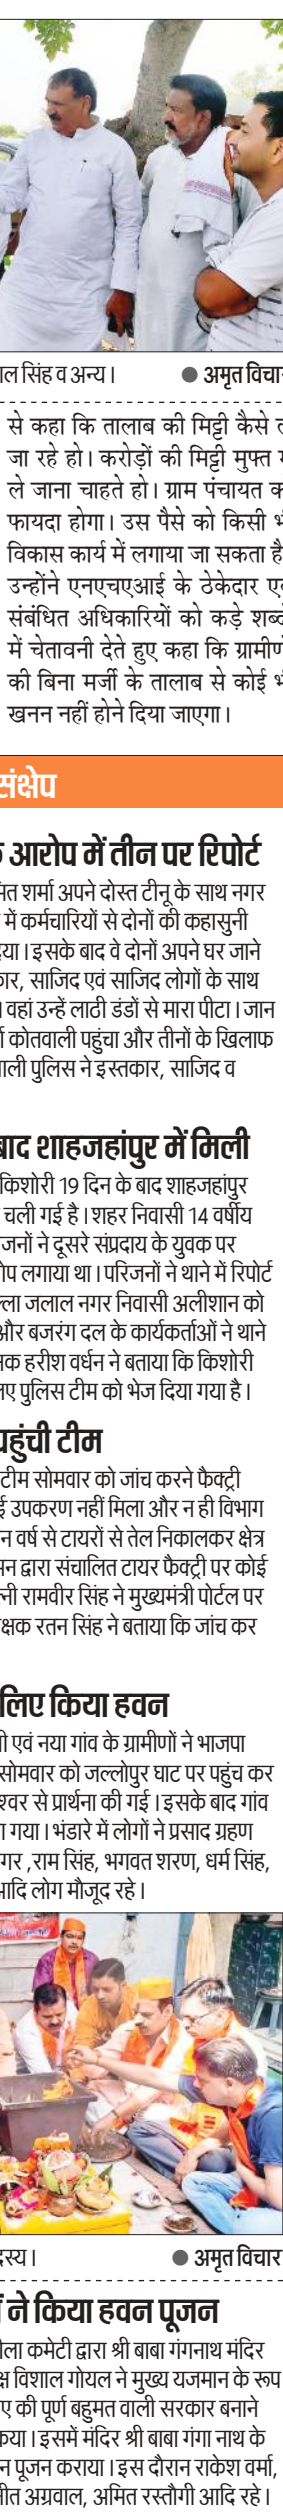 ल सिंह व अन्य। ● अमृत विचार
से कहा कि तालाब की मिट्टी कैसे
जा रहे हो। करोड़ों की मिट्टी मुफ्त
ले जाना चाहते हो। ग्राम पंचायत
फायदा होगा। उस पैसे को किसी
विकास कार्य में लगाया जा सकता है
उन्होंने एनएचएआई के ठेकेदार
संबंधित अधिकारियों को कड़े
में चेतावनी देते हुए कहा कि
की बिना मर्जी के तालाब से कोई
खनन नहीं होने दिया जाएगा।
संक्षेप
आरोप में तीन पर रिपोर्ट
शर्मा अपने दोस्त टीनू के साथ नगर
में कर्मचारियों से दोनों की कहासुनी
इसके बाद वे दोनों अपने घर जाने
साजिद एवं साजिद लोगों के साथ
वहां उन्हें लाठी डंडों से मारा पीटा। जान
कोतवाली पहुंचा और तीनों के खिलाफ
पुलिस ने इस्तकार, साजिद व
बाद शाहजहांपुर में मिली
किशोरी 19 दिन के बाद शाहजहांपुर
चली गई है। शहर निवासी 14 वर्षीय
जनों ने दूसरे संप्रदाय के युवक पर
लगाया था। परिजनों ने थाने में रिपोर्ट
जलाल नगर निवासी अलीशान को
और बजरंग दल के कार्यकर्ताओं ने थाने
हरीश वर्धन ने बताया कि किशोरी
पुलिस टीम को भेज दिया गया है।
पहुंची टीम
टीम सोमवार को जांच करने फैक्ट्री
उपकरण नहीं मिला और न ही विभाग
न वर्ष से टायरों से तेल निकालकर क्षेत्र
द्वारा संचालित टायर फैक्ट्री पर कोई
रामवीर सिंह ने मुख्यमंत्री पोर्टल पर
रतन सिंह ने बताया कि जांच कर
लिए किया हवन
एवं नया गांव के ग्रामीणों ने भाजपा
सोमवार को जल्लोपुर घाट पर पहुंच कर
से प्रार्थना की गई। इसके बाद गांव
गया। भंडारे में लोगों ने प्रसाद ग्रहण
गर ,राम सिंह, भगवत शरण, धर्म सिंह,
आदि लोग मौजूद रहे।
● अमृत विचार
ने किया हवन पूजन
कमेटी द्वारा श्री बाबा गंगनाथ मंदिर
विशाल गोयल ने मुख्य यजमान के रूप
की पूर्ण बहुमत वाली सरकार बनाने
इसमें मंदिर श्री बाबा गंगा नाथ के
पूजन कराया। इस दौरान राकेश वर्मा,
अग्रवाल, अमित रस्तौगी आदि रहे।